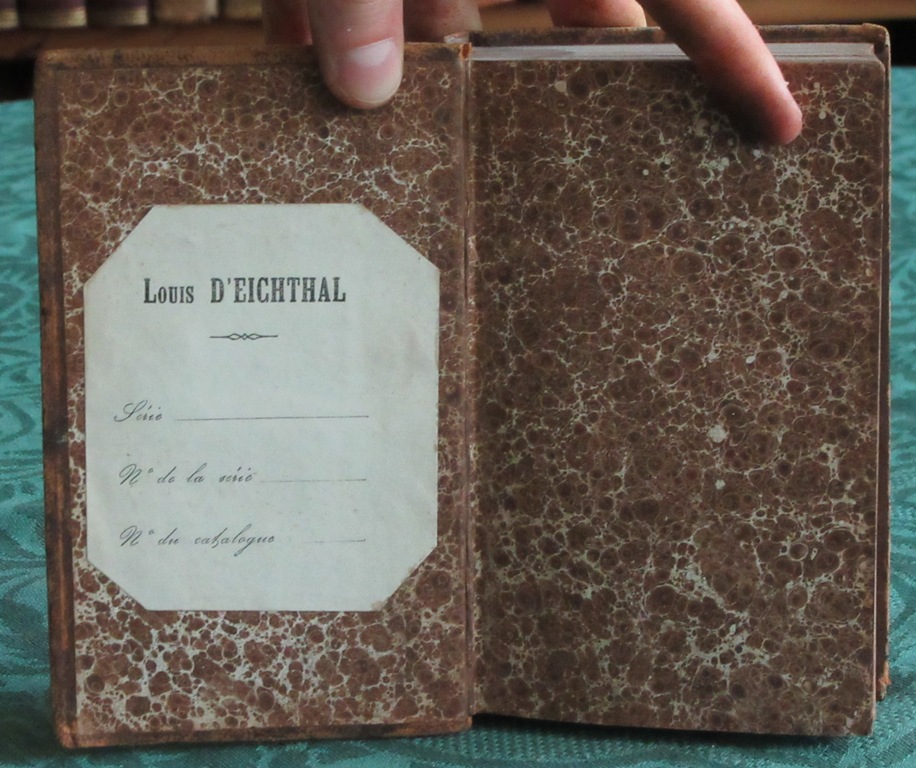 Louis D'EICHTHAL
Série
N° de la série
N° du catalogue